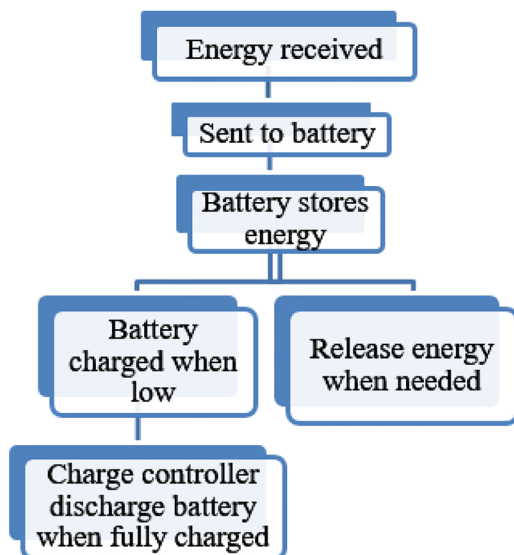 Energy received
Sent to battery
Battery stores
energy
Battery
charged when
low
Release energy
when needed
Charge controller
discharge battery
when fully charged